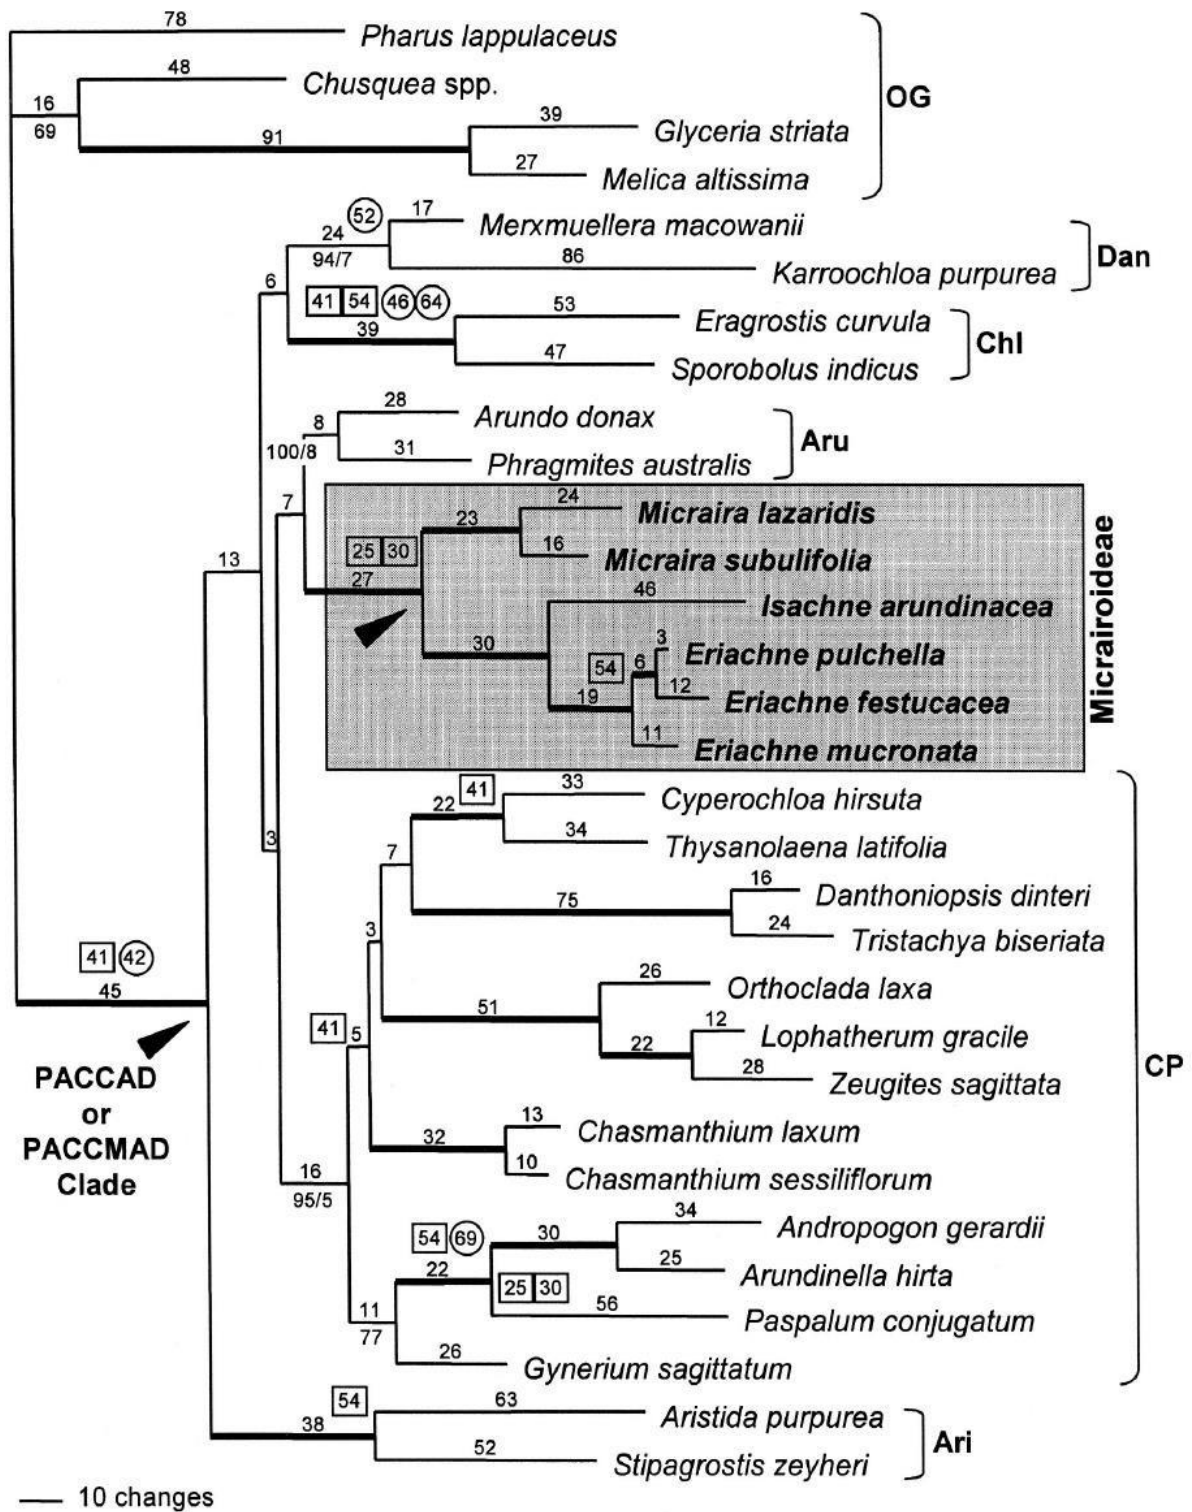 78
Pharus lappulaceus
48
Chusquea spp.
16
69
OG
39
Glyceria striata
91
27
Melica altissima
52
17
Merxmuellera macowanii
24
94/7
86
Karroochloa purpurea
Dan
6
41 54 46 64
53
Eragrostis curvula
39
47
Sporobolus indicus
Chl
28
Arundo donax
8
100/8
31
Phragmites australis
Aru
7
24
Micraira lazaridis
23
16
Micraira subulifolia
25 30
27
46
Isachne arundinacea
30
3
Eriachne pulchella
54
6
12
Eriachne festucacea
19
11
Eriachne mucronata
Microairoideae
13
41
33
Cyperochloa hirsuta
22
34
Thysanolaena latifolia
3
7
16
Danthoniopsis dinteri
75
24
Tristachya biseriata
3
41 42
45
26
Orthoclada laxa
51
12
Lophatherum gracile
41
5
22
28
Zeugites sagittata
CP
PACCAD
or
PACCMAD
Clade
13
Chasmanthium laxum
32
10
Chasmanthium sessiliflorum
16
95/5
34
Andropogon gerardii
54 69
30
22
25
Arundinella hirta
25 30
56
Paspalum conjugatum
11
77
26
Gynerium sagittatum
54
63
Aristida purpurea
38
52
Stipagrostis zeyheri
Ari
10 changes